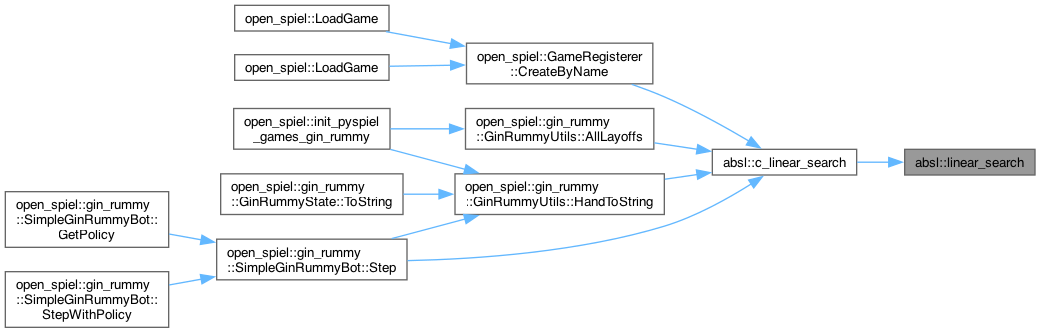 open_spiel::LoadGame
open_spiel::LoadGame
open_spiel::GameRegisterer
::CreateByName
open_spiel::init_pyspiel
_games_gin_rummy
open_spiel::gin_rummy
::GinRummyUtils::AllLayoffs
absl::c_linear_search
absl::linear_search
open_spiel::gin_rummy
::GinRummyState::ToString
open_spiel::gin_rummy
::GinRummyUtils::HandToString
open_spiel::gin_rummy
::SimpleGinRummyBot::
GetPolicy
open_spiel::gin_rummy
::SimpleGinRummyBot::Step
open_spiel::gin_rummy
::SimpleGinRummyBot::
StepWithPolicy